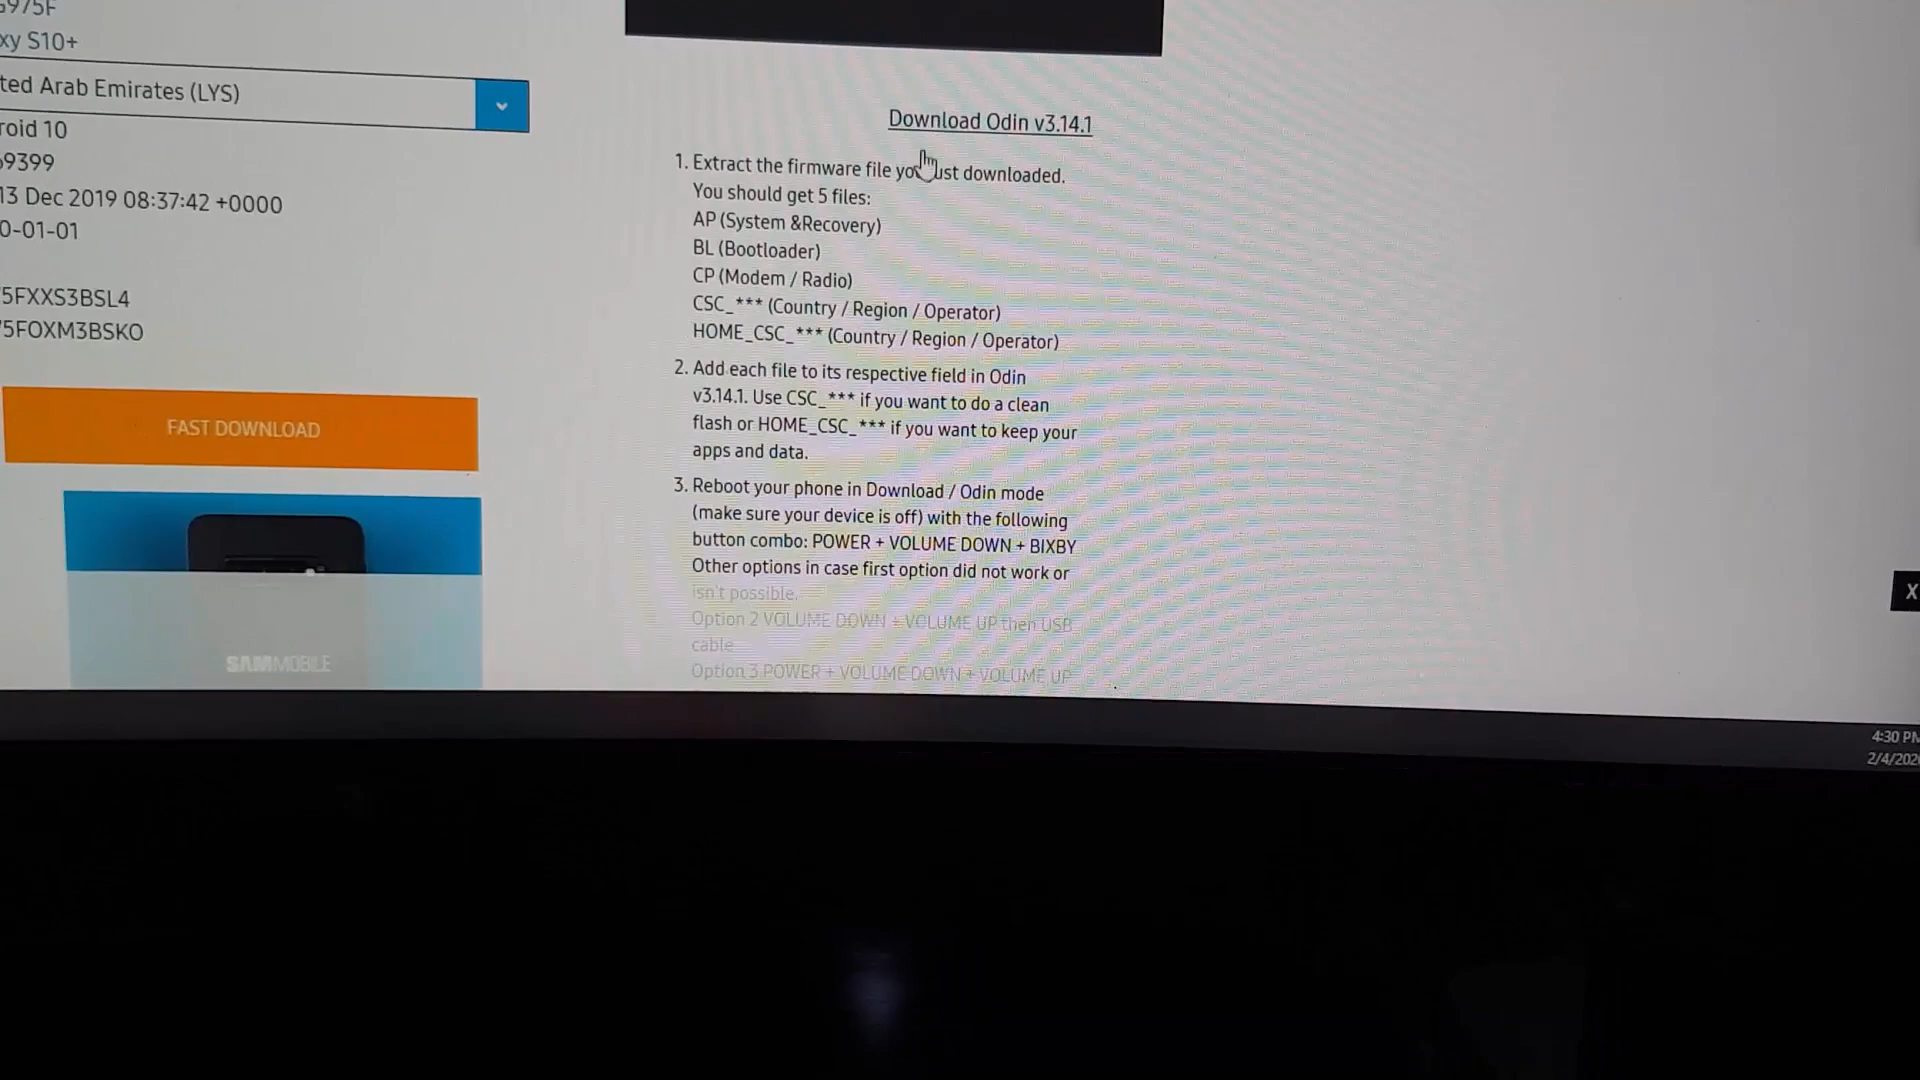 G975F
xy S10+
ted Arab Emirates (LYS)
roid 10
9399
13 Dec 2019 08:37:42 +0000
0-01-01
5FXXS3BSL4
5FOXM3BSKO
FAST DOWNLOAD
SAMMOBILE
Download Odin v3.14.1
1. Extract the firmware file you just downloaded.
You should get 5 files:
AP (System &Recovery)
BL (Bootloader)
CP (Modem / Radio)
CSC_*** (Country / Region / Operator)
HOME_CSC_*** (Country / Region / Operator)
2. Add each file to its respective field in Odin
v3.14.1. Use CSC_*** if you want to do a clean
flash or HOME_CSC_*** if you want to keep your
apps and data.
3. Reboot your phone in Download / Odin mode
(make sure your device is off) with the following
button combo: POWER + VOLUME DOWN + BIXBY
Other options in case first option did not work or
isn't possible.
Option 2 VOLUME DOWN + VOLUME UP then USB
cable
Option 3 POWER + VOLUME DOWN + VOLUME UP
X
4:30 PM
2/4/202